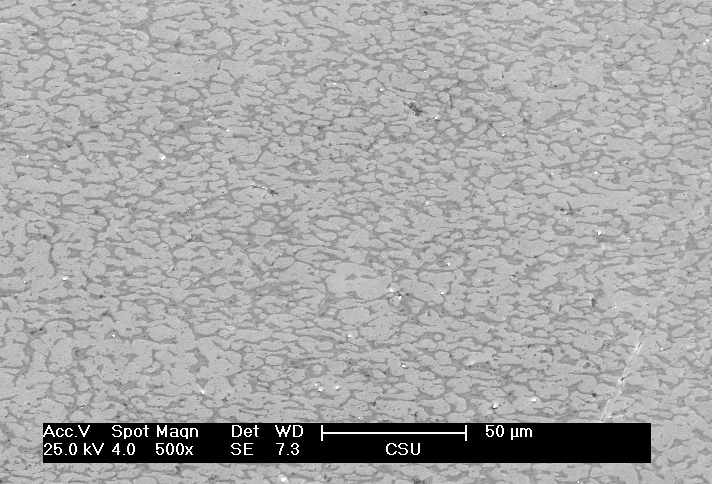 Acc.V Spot Magn Det WD 50 µm
25.0 kV 4.0 500x SE 7.3 CSU